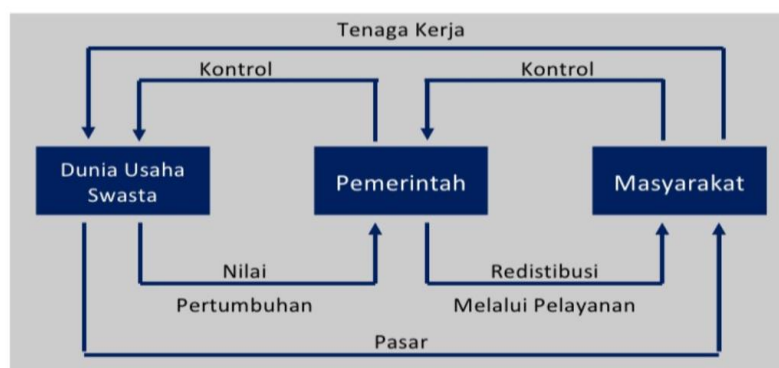 Tenaga Kerja
Kontrol
Kontrol
Dunia Usaha
Swasta
Pemerintah
Masyarakat
Nilai
Pertumbuhan
Redistibusi
Melalui Pelayanan
Pasar